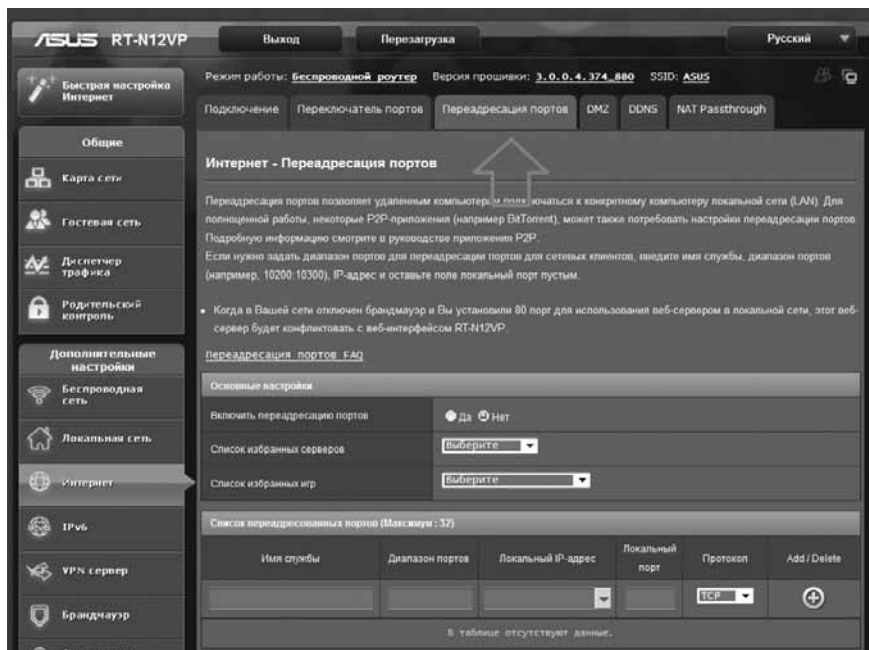 ASUS RT-N12VP
Выход
Перезагрузка
Русский
Быстрая настройка
Интернет
Режим работы: Беспроводной роутер Версия прошивки: 3.0.0.4.374_880 SSID: ASUS
Подключение
Переключатель портов
Переадресация портов
DMZ
DDNS
NAT Passthrough
Общие
Карта сети
Гостевая сеть
Диспетчер
трафика
Родительский
контроль
Дополнительные
настройки
Беспроводная
сеть
Локальная сеть
Интернет
IPv6
VPN сервер
Брандмауэр
Интернет - Переадресация портов
Переадресация портов позволяет удаленным компьютерам подключаться к конкретному компьютеру локальной сети (LAN). Для
полноценной работы, некоторые P2P-приложения (например BitTorrent), может также потребовать настройки переадресации портов.
Подробную информацию смотрите в руководстве приложения P2P.
Если нужно задать диапазон портов для переадресации портов для сетевых клиентов, введите имя службы, диапазон портов
(например, 10200:10300), IP-адрес и оставьте поле локальный порт пустым.
• Когда в Вашей сети отключен брандмауэр и Вы установили 80 порт для использования веб-сервером в локальной сети, этот веб-
сервер будет конфликтовать с веб-интерфейсом RT-N12VP.
Переадресация портов FAQ
Основные настройки
Включить переадресацию портов
Да Нет
Список избранных серверов
Выберите
Список избранных игр
Выберите
Список переадресованных портов (Максимум : 32)
Имя службы
Диапазон портов
Локальный IP-адрес
Локальный
порт
Протокол
Add / Delete
TCP
В таблице отсутствуют данные.